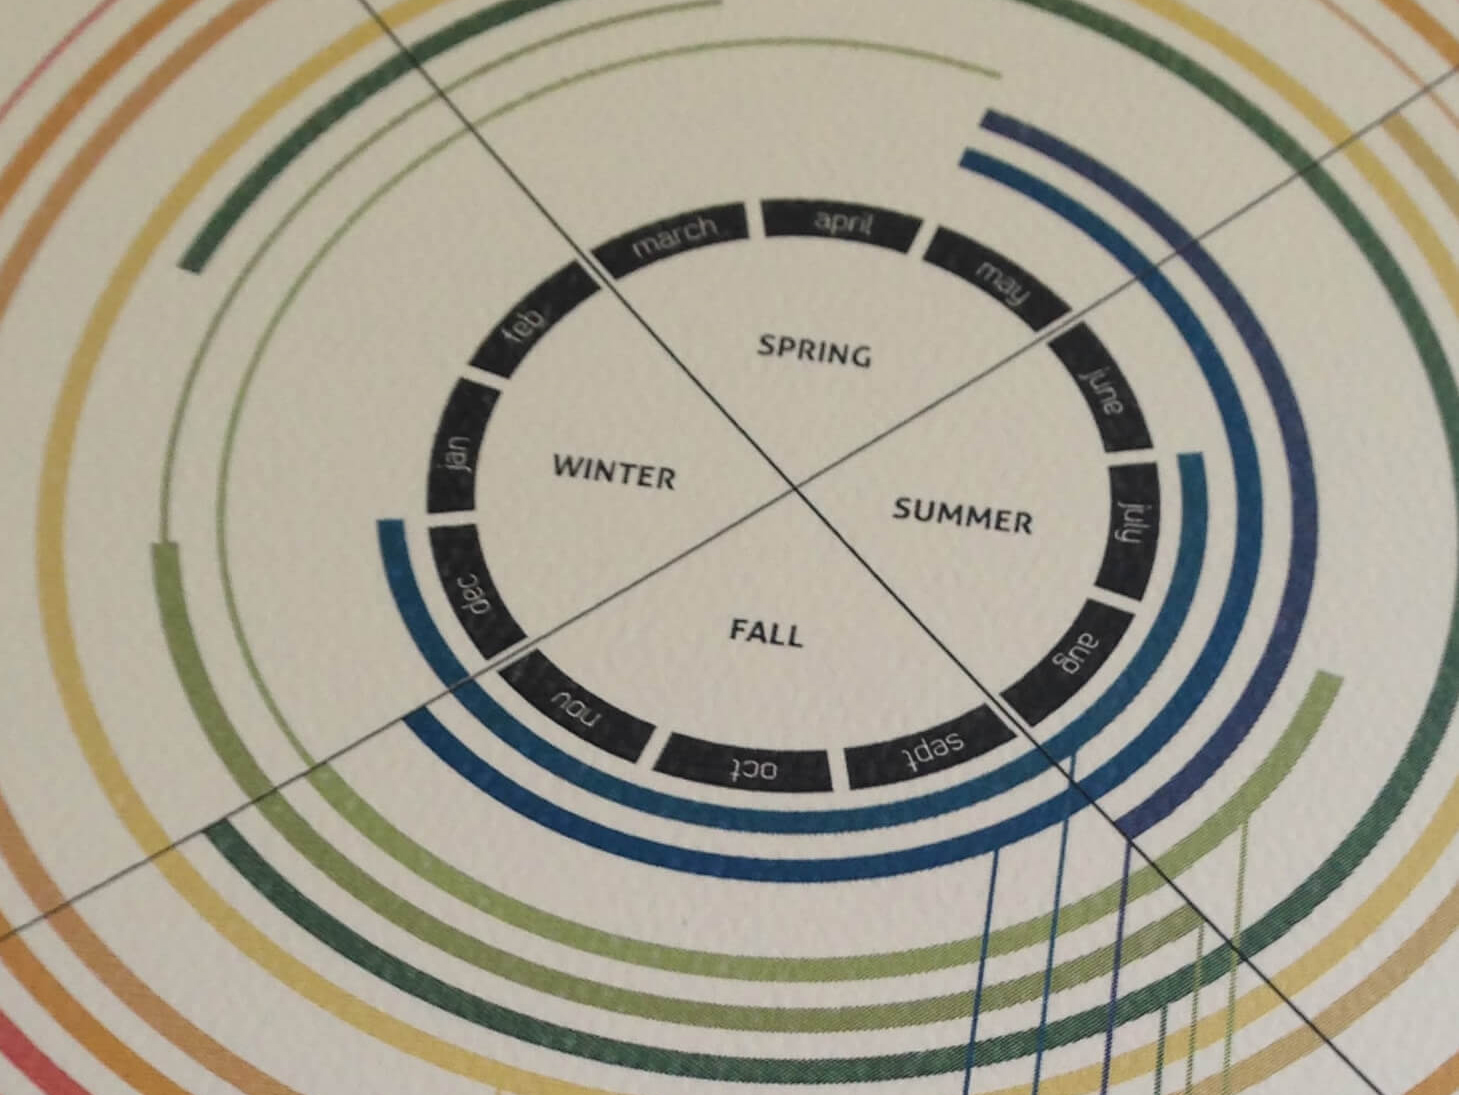 march
april
may
feb
SPRING
june
jan
WINTER
SUMMER
july
dec
FALL
aug
nov
sept
oct